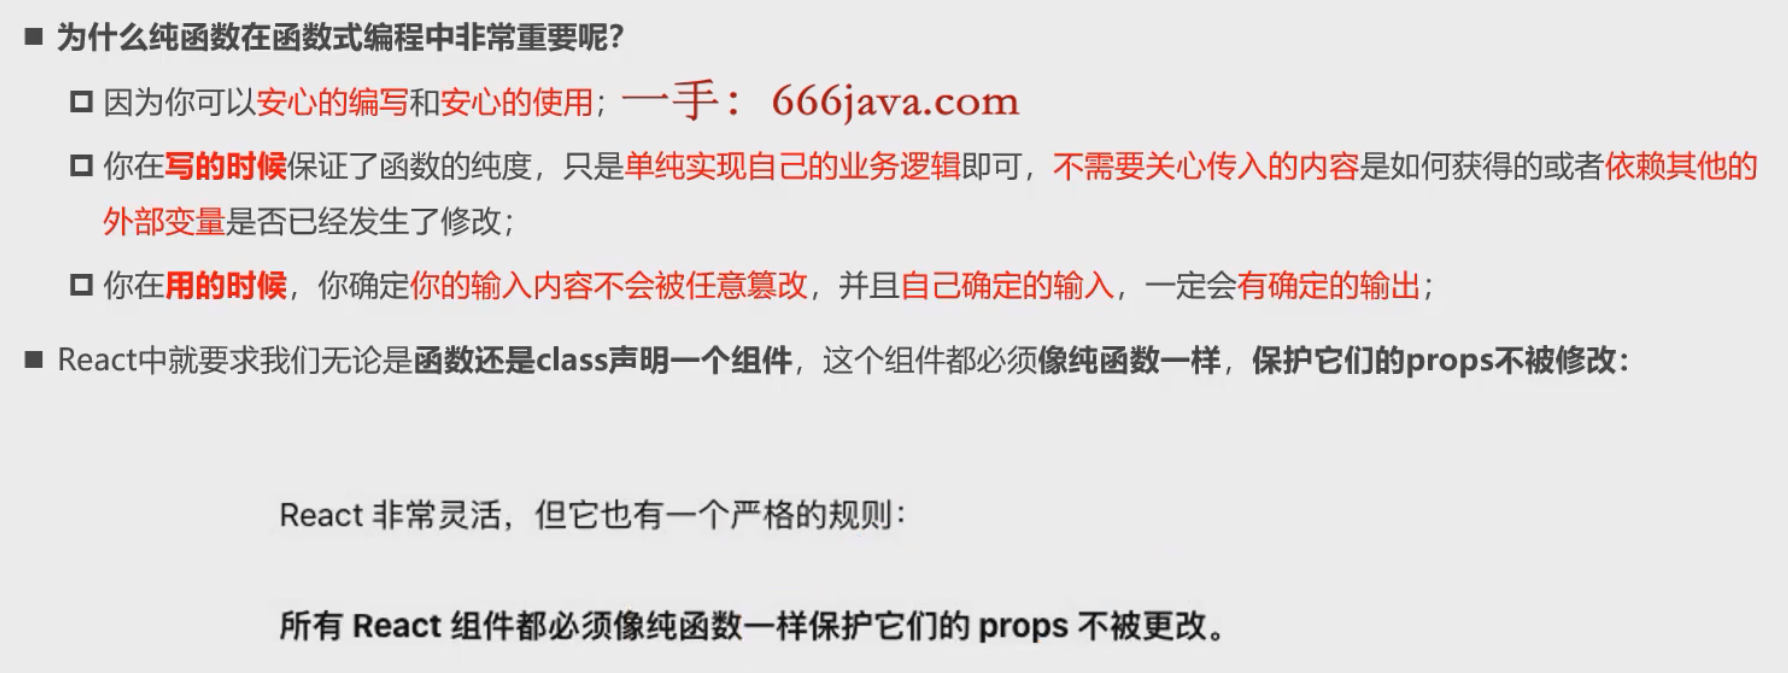 为什么纯函数在函数式编程中非常重要呢？
因为你可以安心的编写和安心的使用； 一手：666java.com
你在写的时候保证了函数的纯度，只是单纯实现自己的业务逻辑即可，不需要关心传入的内容是如何获得的或者依赖其他的
外部变量是否已经发生了修改；
你在用的时候，你确定你的输入内容不会被任意篡改，并且自己确定的输入，一定会有确定的输出；
React中就要求我们无论是函数还是class声明一个组件，这个组件都必须像纯函数一样，保护它们的props不被修改：
React 非常灵活，但它也有一个严格的规则：
所有 React 组件都必须像纯函数一样保护它们的 props 不被更改。